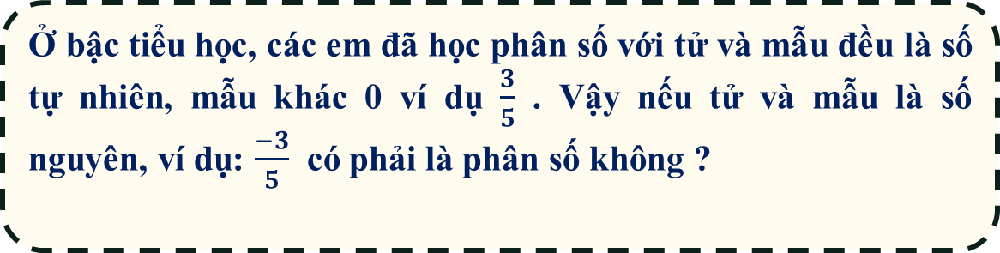 Ở bậc tiểu học, các em đã học phân số với tử và mẫu đều là số
tự nhiên, mẫu khác 0 ví dụ 3/5 . Vậy nếu tử và mẫu là số
nguyên, ví dụ: −3/5 có phải là phân số không ?